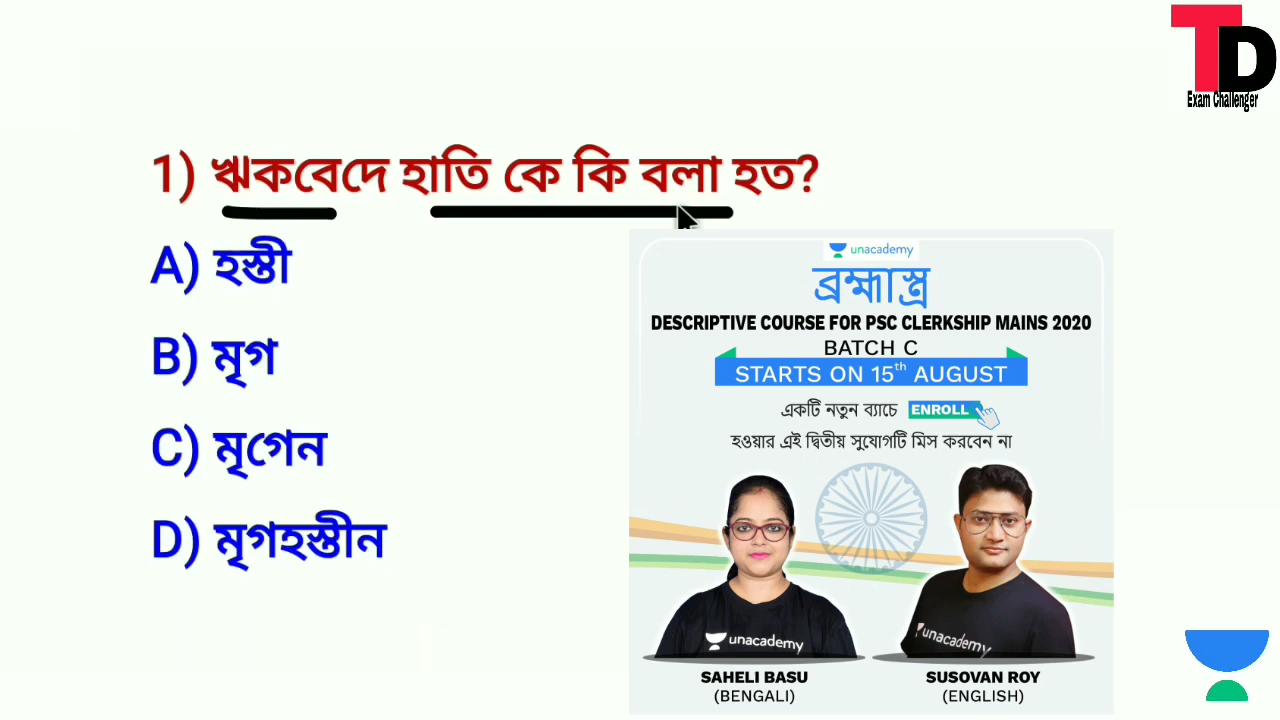 TD
Exam Challenger
1) ঋকবেদে হাতি কে কি বলা হত?
A) হস্তী
B) মৃগ
C) মৃগেন
D) মৃগহস্তীন
unacademy
ব্রহ্মাস্ত্র
DESCRIPTIVE COURSE FOR PSC CLERKSHIP MAINS 2020
BATCH C
STARTS ON 15th AUGUST
একটি নতুন ব্যাচে ENROLL
হওয়ার এই দ্বিতীয় সুযোগটি মিস করবেন না
unacademy
unacademy
SAHELI BASU
(BENGALI)
SUSOVAN ROY
(ENGLISH)